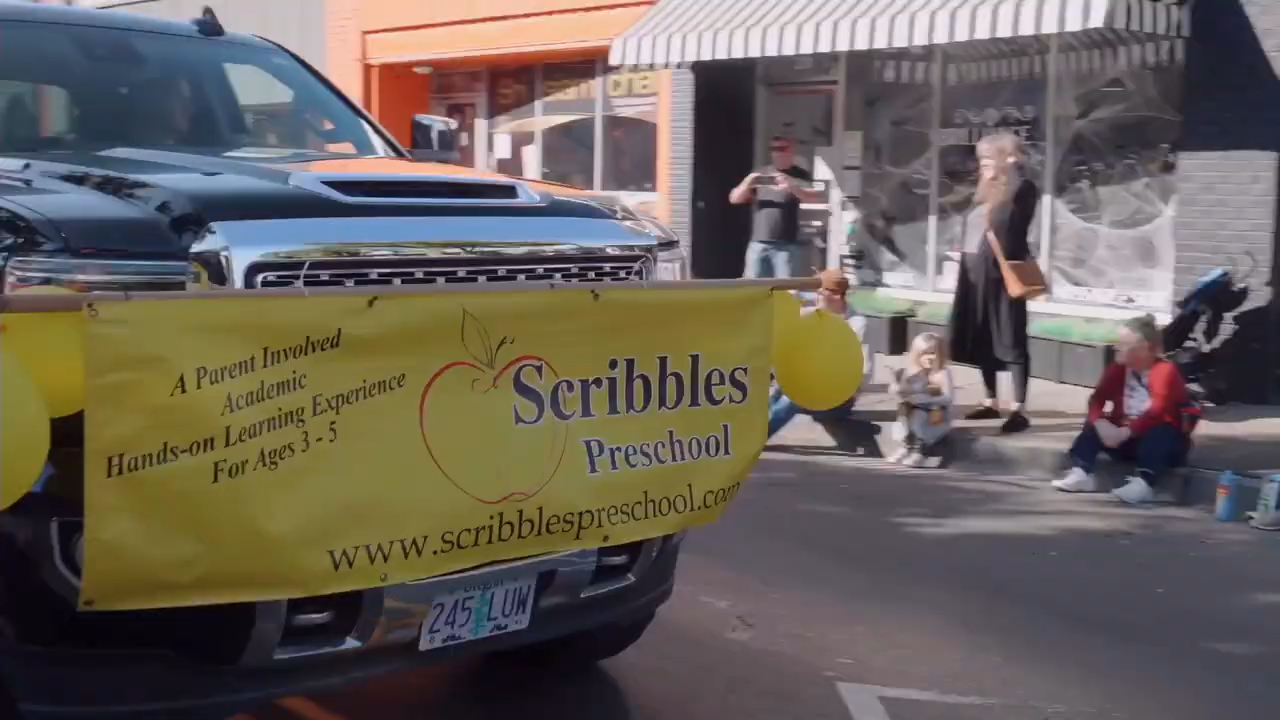 A Parent Involved
Academic
Hands-on Learning Experience
For Ages 3 - 5
Scribbles
Preschool
www.scribblespreschool.com
245 LUW